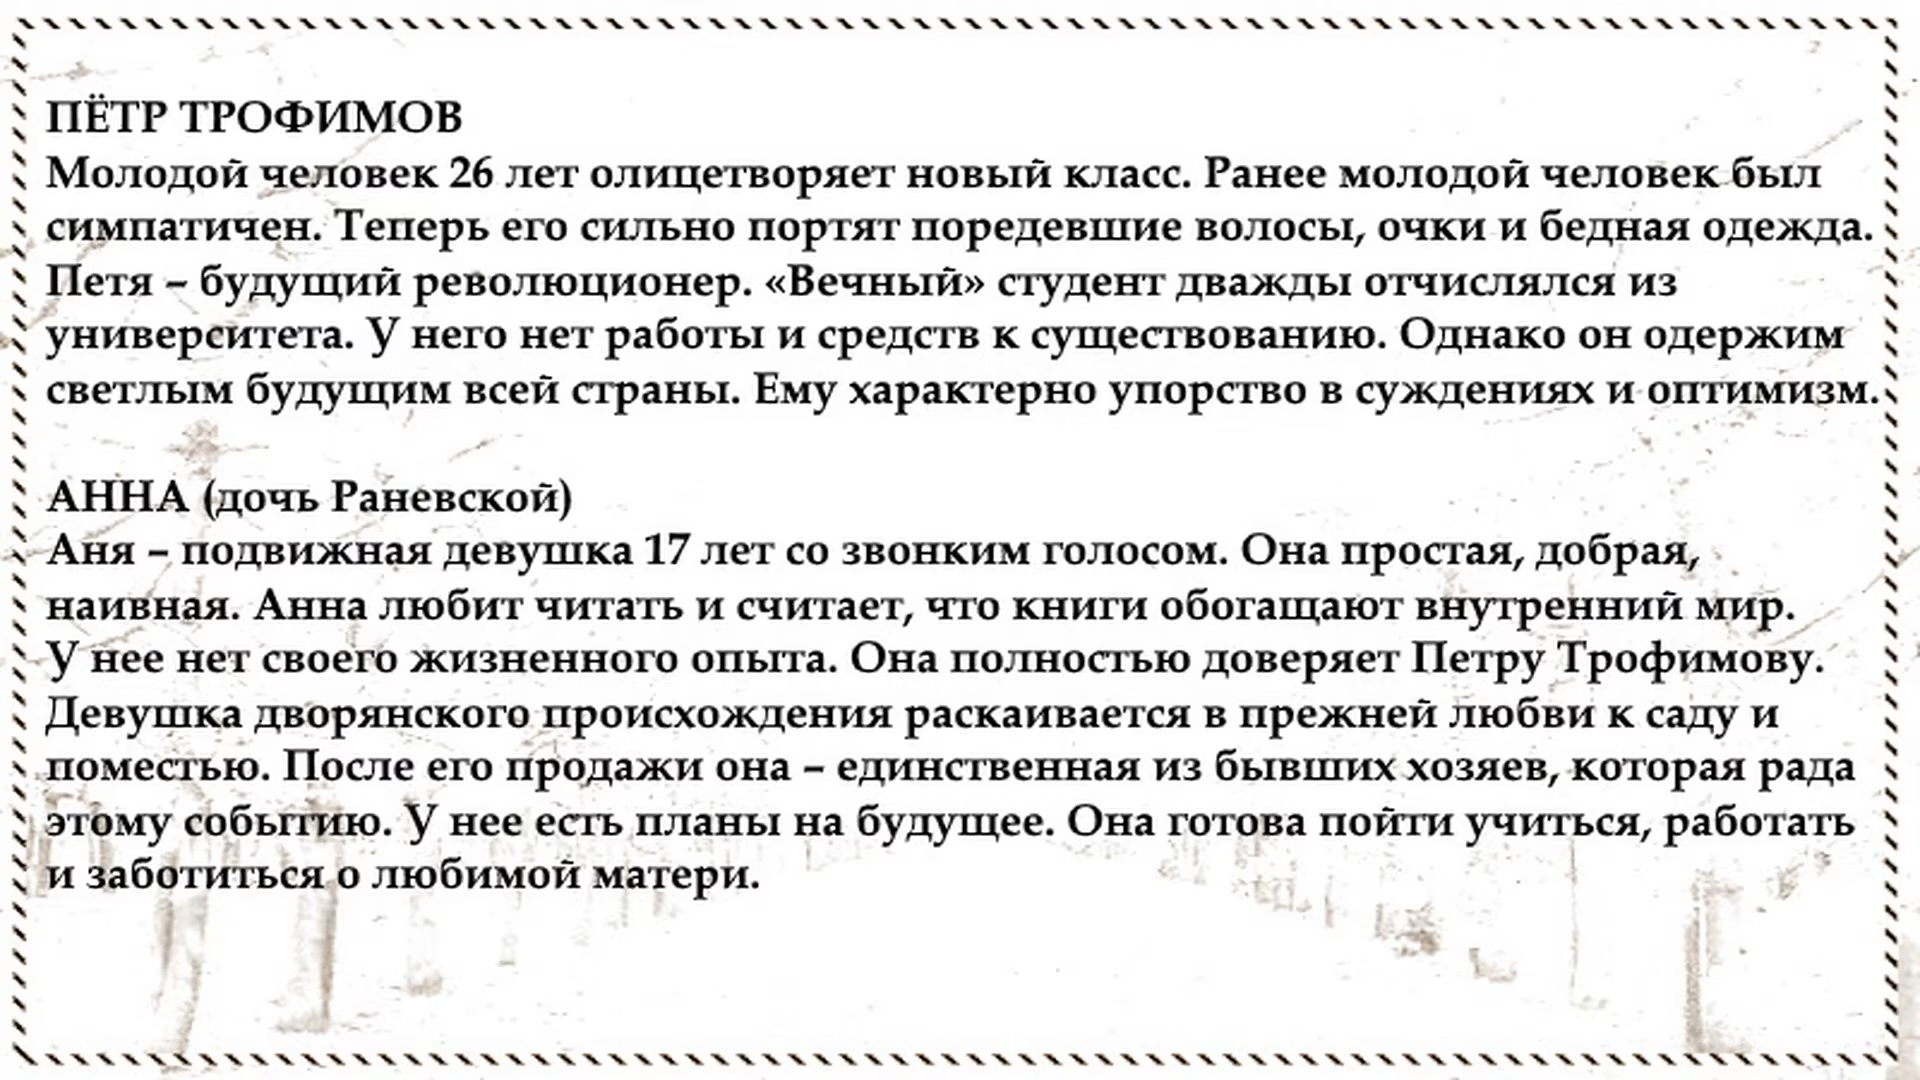 ПЁТР ТРОФИМОВ
Молодой человек 26 лет олицетворяет новый класс. Ранее молодой человек был
симпатичен. Теперь его сильно портят поредевшие волосы, очки и бедная одежда.
Петя – будущий революционер. «Вечный» студент дважды отчислялся из
университета. У него нет работы и средств к существованию. Однако он одержим
светлым будущим всей страны. Ему характерно упорство в суждениях и оптимизм.
АННА (дочь Раневской)
Аня – подвижная девушка 17 лет со звонким голосом. Она простая, добрая,
наивная. Анна любит читать и считает, что книги обогащают внутренний мир.
У нее нет своего жизненного опыта. Она полностью доверяет Петру Трофимову.
Девушка дворянского происхождения раскаивается в прежней любви к саду и
поместью. После его продажи она – единственная из бывших хозяев, которая рада
этому событию. У нее есть планы на будущее. Она готова пойти учиться, работать
и заботиться о любимой матери.